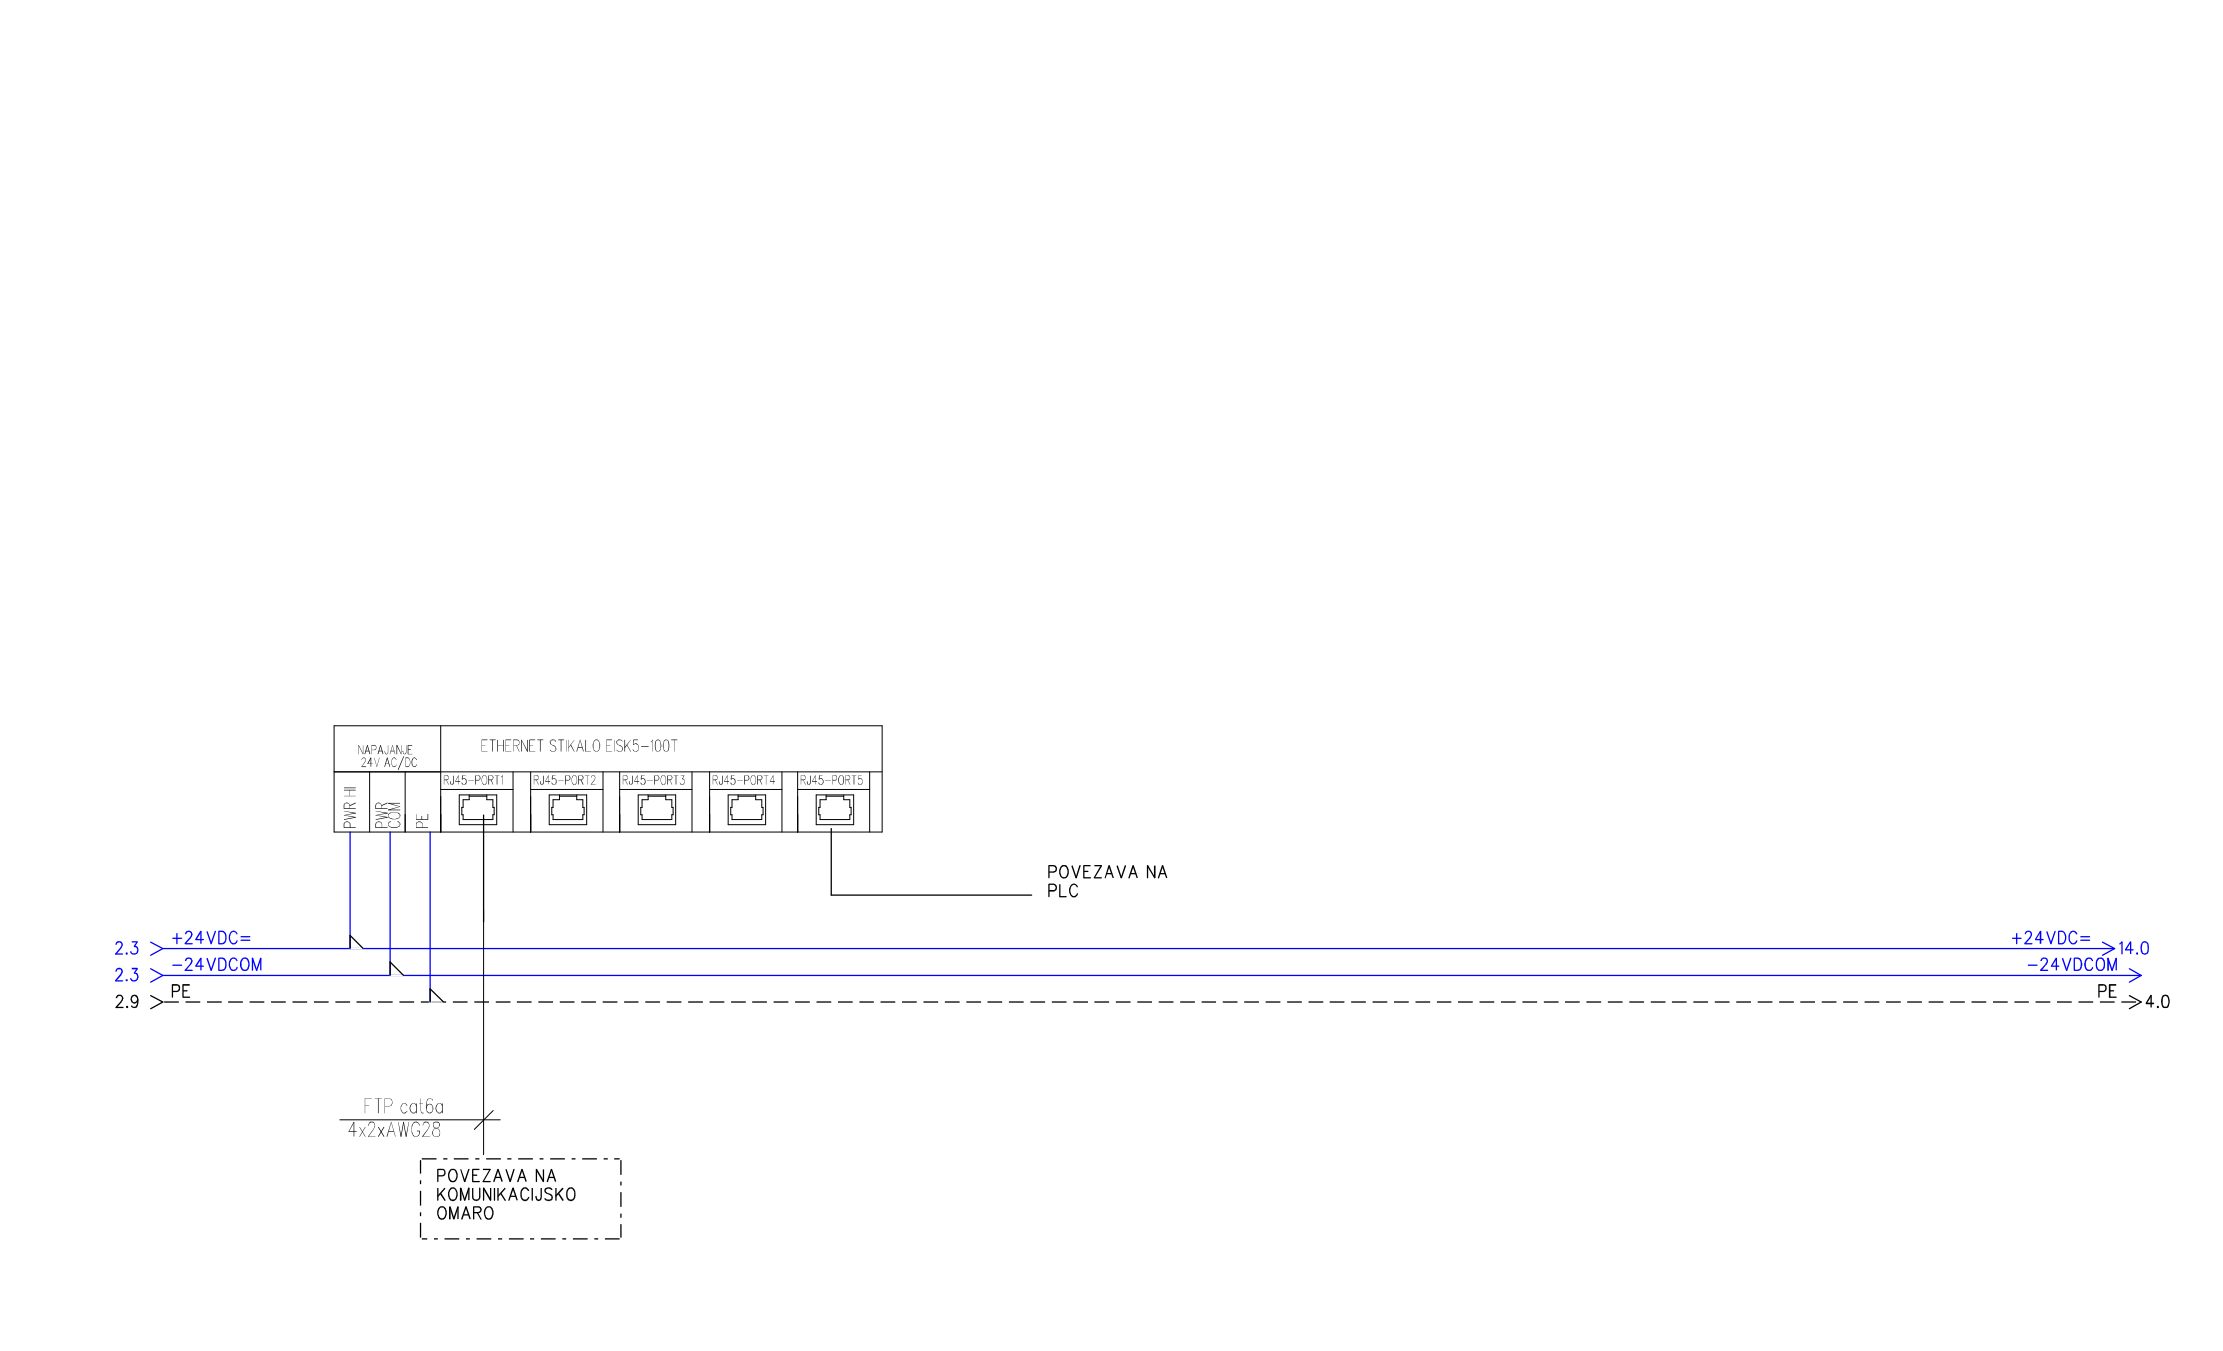 NAPAJANJE
24V AC/DC
ETHERNET STIKALO EISK5-100T
PWR HI
PWR
COM
PE
RJ45-PORT1
RJ45-PORT2
RJ45-PORT3
RJ45-PORT4
RJ45-PORT5
POVEZAVA NA
PLC
2.3 +24VDC= +24VDC= 14.0
2.3 -24VDCOM -24VDCOM
2.9 PE PE 4.0
FTP cat6a
4x2xAWG28
POVEZAVA NA
KOMUNIKACIJSKO
OMARO